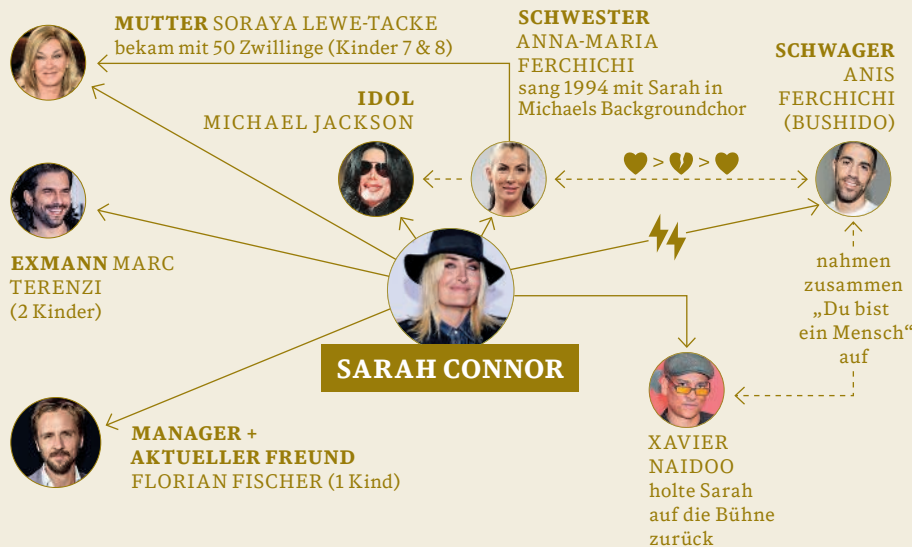 MUTTER SORAYA LEWE-TACKE
bekam mit 50 Zwillinge (Kinder 7 & 8)
SCHWESTER
ANNA-MARIA
FERCHICHI
sang 1994 mit Sarah in
Michaels Backgroundchor
SCHWAGER
ANIS
FERCHICHI
(BUSHIDO)
IDOL
MICHAEL JACKSON
> >
EXMANN MARC
TERENZI
(2 Kinder)
nahmen
zusammen
„Du bist
ein Mensch“
auf
SARAH CONNOR
MANAGER +
AKTUELLER FREUND
FLORIAN FISCHER (1 Kind)
XAVIER
NAIDOO
holte Sarah
auf die Bühne
zurück